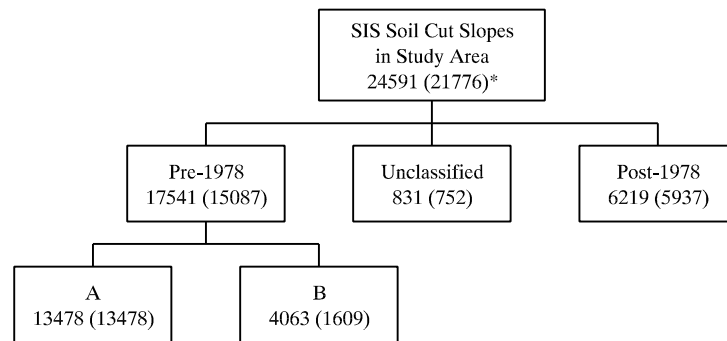 SIS Soil Cut Slopes
in Study Area
24591 (21776)*
Pre-1978
17541 (15087)
Unclassified
831 (752)
Post-1978
6219 (5937)
A
13478 (13478)
B
4063 (1609)